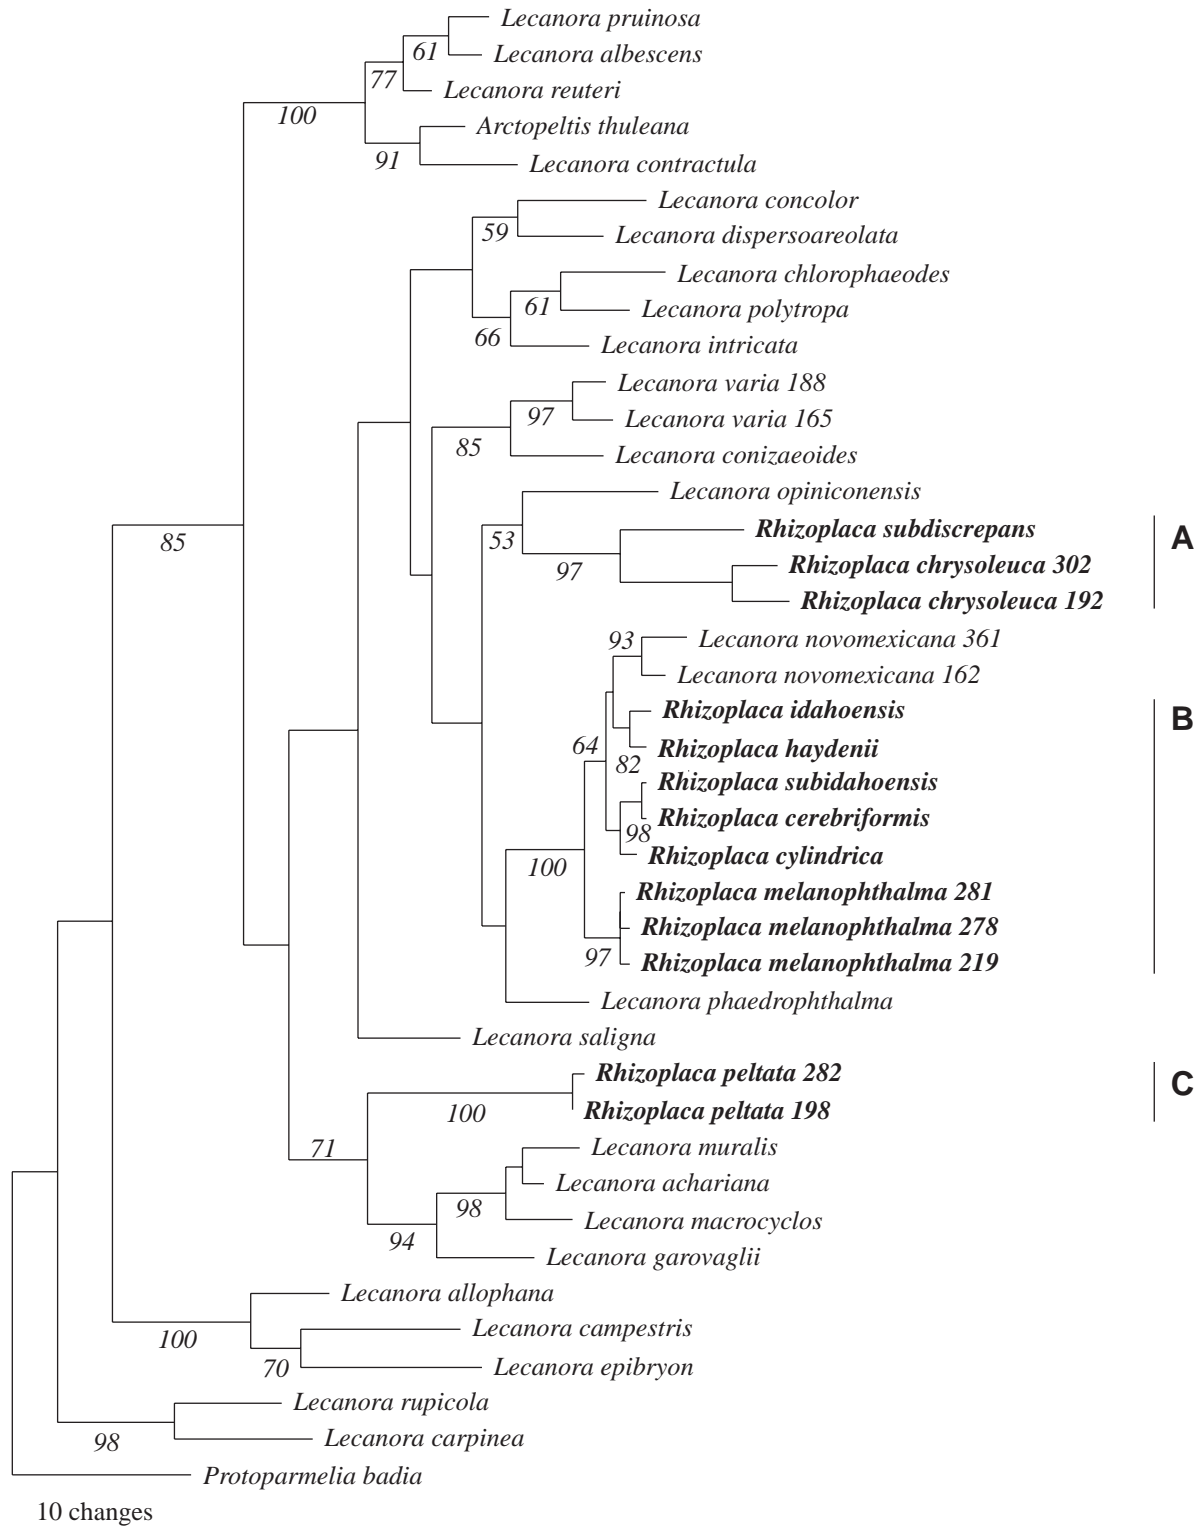 Lecanora pruinosa
61
Lecanora albescens
77
Lecanora reuteri
100
Arctopeltis thuleana
91
Lecanora contractula
Lecanora concolor
59
Lecanora dispersoareolata
Lecanora chlorophaeodes
61
Lecanora polytropa
66
Lecanora intricata
Lecanora varia 188
97
Lecanora varia 165
85
Lecanora conizaeoides
Lecanora opiniconensis
85
53
Rhizoplaca subdiscrepans
A
97
Rhizoplaca chrysoleuca 302
Rhizoplaca chrysoleuca 192
93
Lecanora novomexicana 361
Lecanora novomexicana 162
Rhizoplaca idahoensis
B
64
Rhizoplaca haydenii
82
Rhizoplaca subidahoensis
Rhizoplaca cerebriformis
98
Rhizoplaca cylindrica
100
Rhizoplaca melanophthalma 281
Rhizoplaca melanophthalma 278
97
Rhizoplaca melanophthalma 219
Lecanora phaedrophthalma
Lecanora saligna
Rhizoplaca peltata 282
C
100
Rhizoplaca peltata 198
71
Lecanora muralis
Lecanora achariana
98
Lecanora macrocyclos
94
Lecanora garovaglii
Lecanora allophana
100
Lecanora campestris
70
Lecanora epibryon
Lecanora rupicola
98
Lecanora carpinea
Protoparmelia badia
10 changes